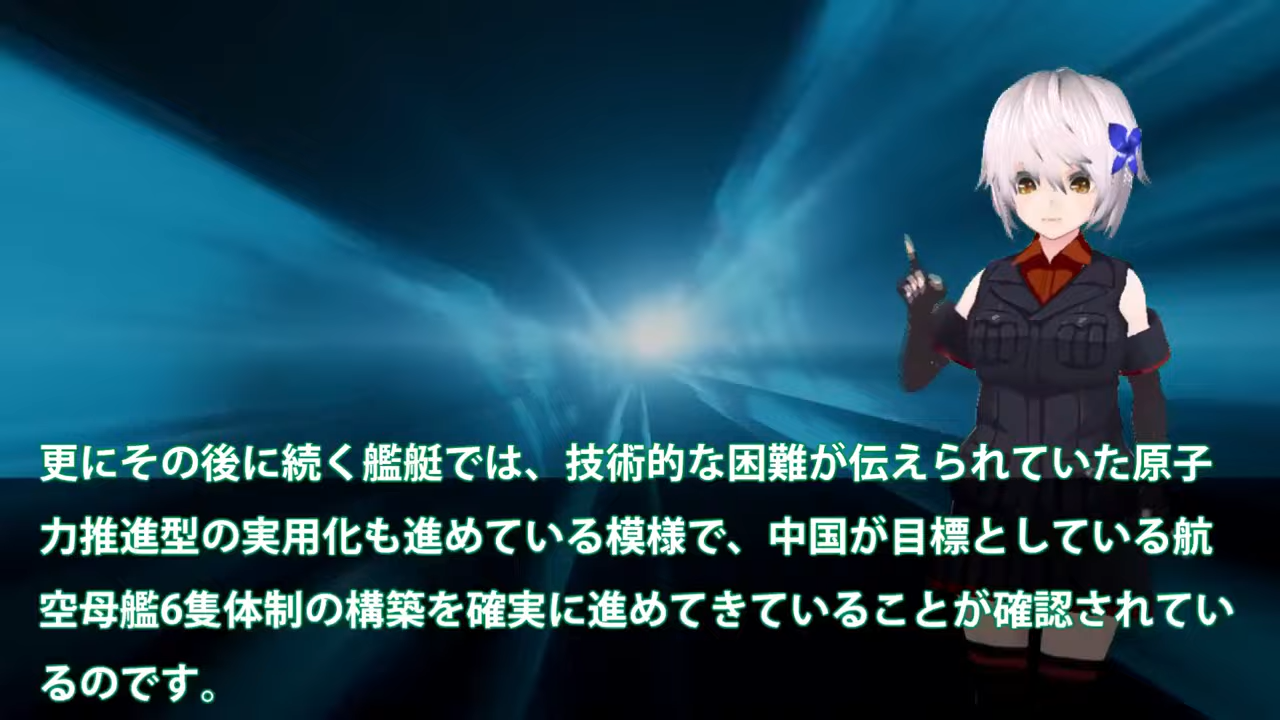 更にその後に続く艦艇では、技術的な困難が伝えられていた原子
力推進型の実用化も進めている模様で、中国が目標としている航
空母艦6隻体制の構築を確実に進めてきていることが確認されてい
るのです。